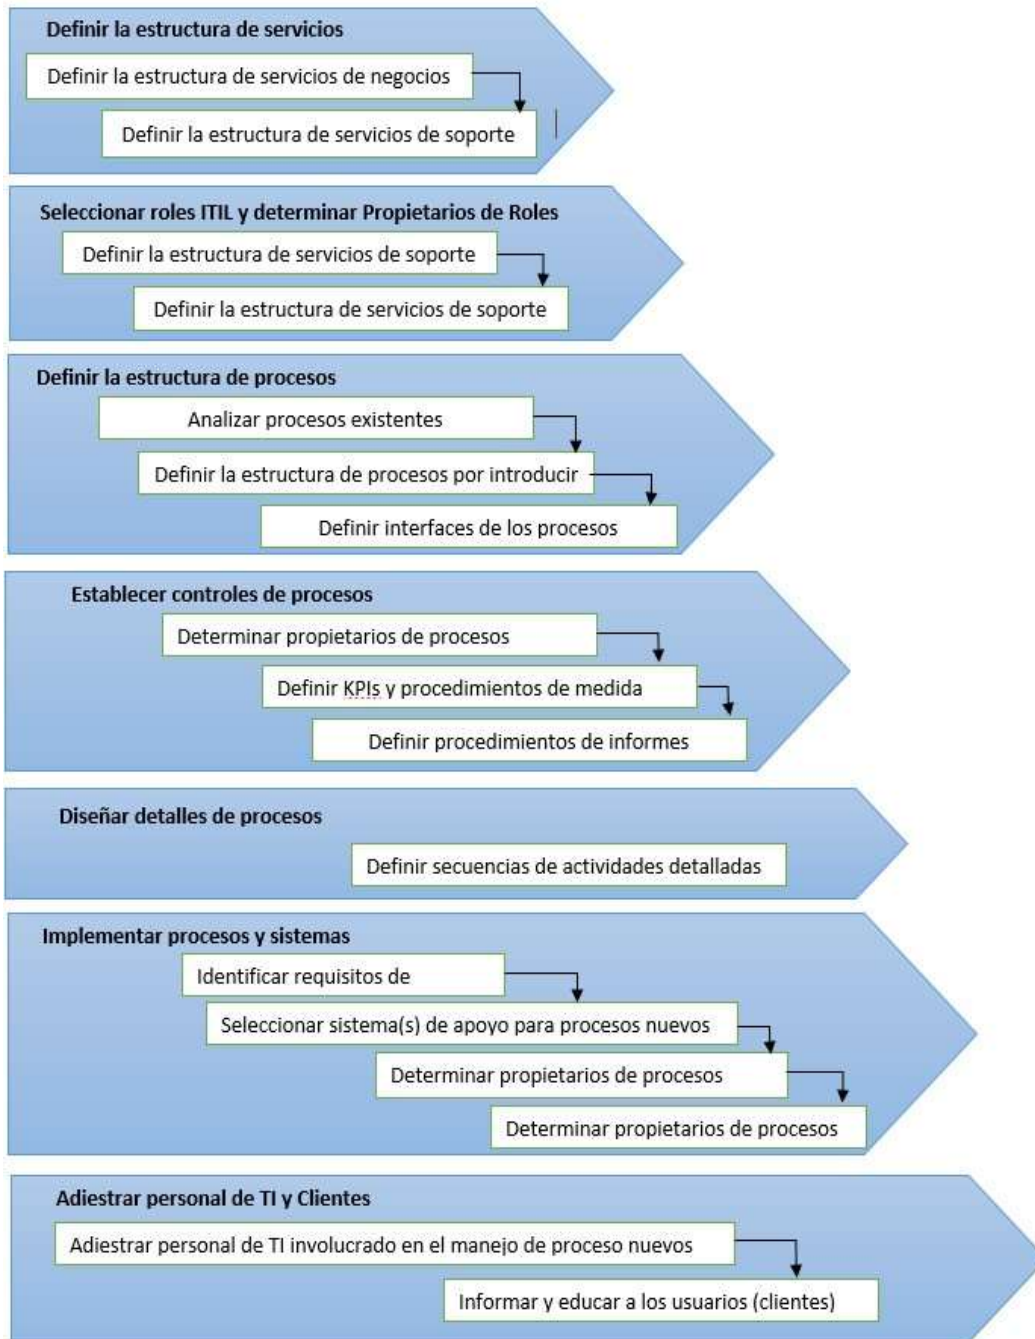 Definir la estructura de servicios
Definir la estructura de servicios de negocios
Definir la estructura de servicios de soporte
Seleccionar roles ITIL y determinar Propietarios de Roles
Definir la estructura de servicios de soporte
Definir la estructura de servicios de soporte
Definir la estructura de procesos
Analizar procesos existentes
Definir la estructura de procesos por introducir
Definir interfaces de los procesos
Establecer controles de procesos
Determinar propietarios de procesos
Definir KPIs y procedimientos de medida
Definir procedimientos de informes
Diseñar detalles de procesos
Definir secuencias de actividades detalladas
Implementar procesos y sistemas
Identificar requisitos de
Seleccionar sistema(s) de apoyo para procesos nuevos
Determinar propietarios de procesos
Determinar propietarios de procesos
Adiestrar personal de TI y Clientes
Adiestrar personal de TI involucrado en el manejo de proceso nuevos
Informar y educar a los usuarios (clientes)